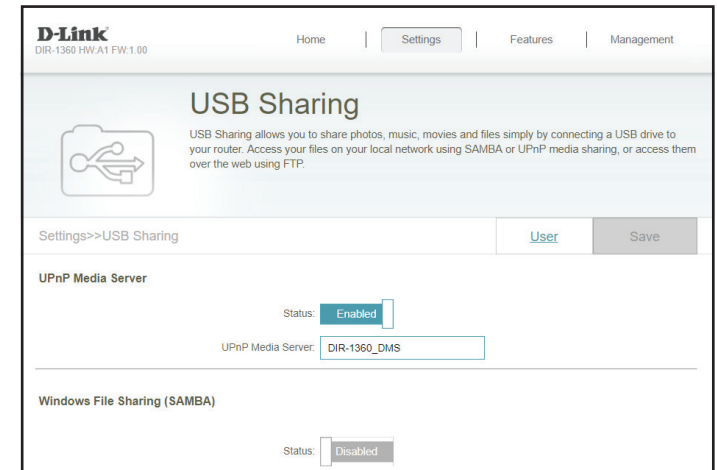 D-Link
DIR-1360 HW:A1 FW:1.00
Home | Settings | Features | Management
USB Sharing
USB Sharing allows you to share photos, music, movies and files simply by connecting a USB drive to
your router. Access your files on your local network using SAMBA or UPnP media sharing, or access them
over the web using FTP.
Settings>>USB Sharing
User
Save
UPnP Media Server
Status: Enabled
UPnP Media Server: DIR-1360_DMS
Windows File Sharing (SAMBA)
Status: Disabled